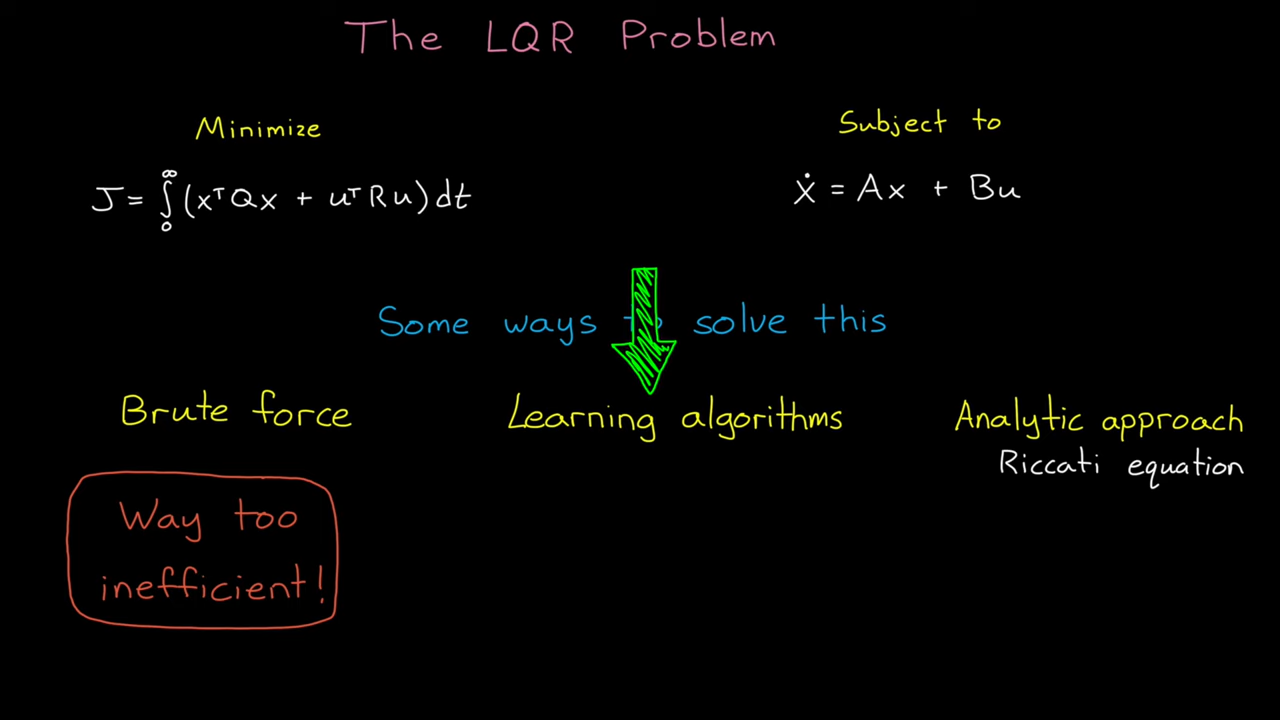 The LQR Problem
Minimize
Subject to
J = ∫₀^∞ (xᵀQx + uᵀRu) dt
ẋ = Ax + Bu
Some ways to solve this
Brute force
Learning algorithms
Analytic approach
Riccati equation
Way too
inefficient!